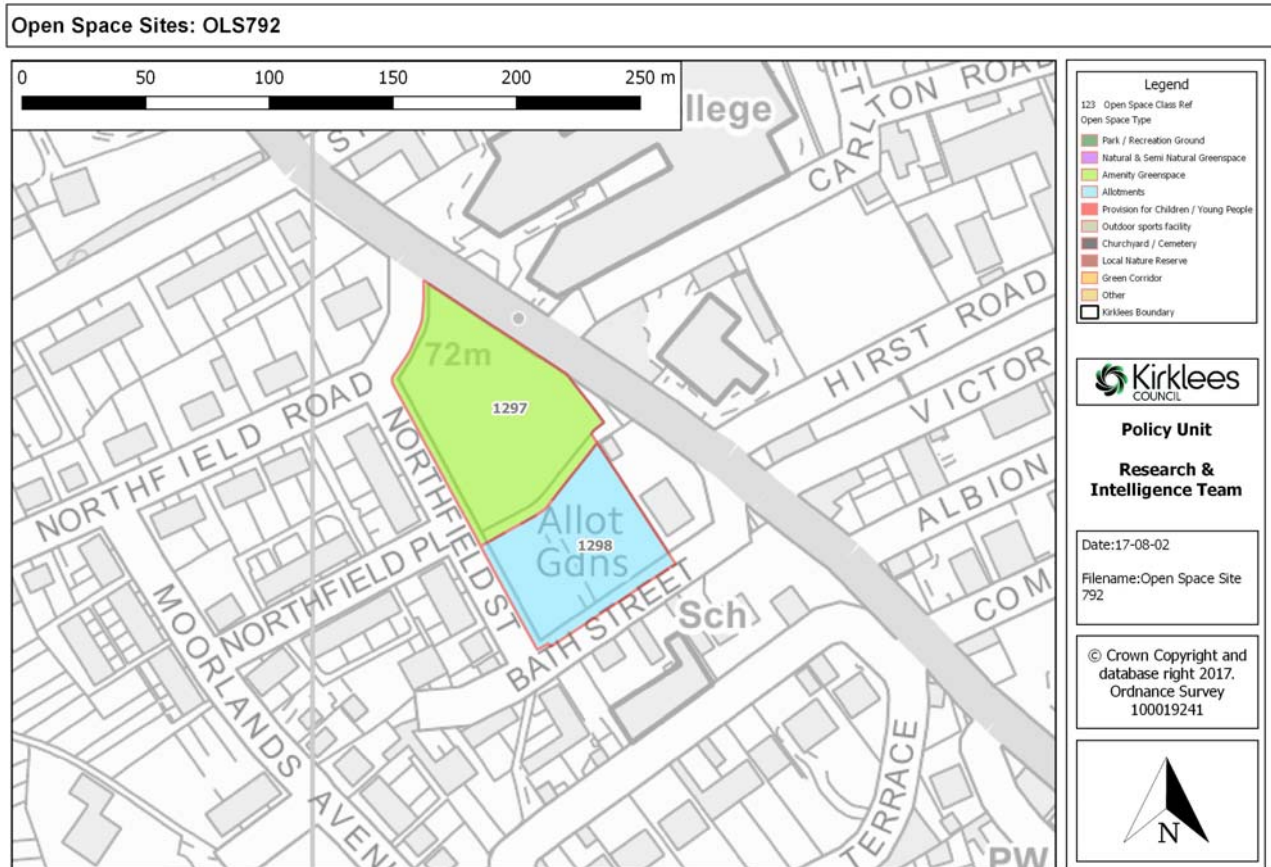 Open Space Sites: OLS792
0 50 100 150 200 250 m
llege
CARLTON ROAD
HIRST ROAD
VICTOR
ALBION
COM
72m
1297
NORTHFIELD ROAD
NORTHFIELD ST
NORTHFIELD PL
Allot
Gdns
1298
BATH STREET
Sch
MOORLANDS
AVENU
TERRACE
PW
Legend
123 Open Space Class Ref
Open Space Type
Park / Recreation Ground
Natural & Semi Natural Greenspace
Amenity Greenspace
Allotments
Provision for Children / Young People
Outdoor sports facility
Churchyard / Cemetery
Local Nature Reserve
Green Corridor
Other
Kirklees Boundary
Kirklees
COUNCIL
Policy Unit
Research &
Intelligence Team
Date:17-08-02
Filename:Open Space Site
792
© Crown Copyright and
database right 2017.
Ordnance Survey
100019241
N